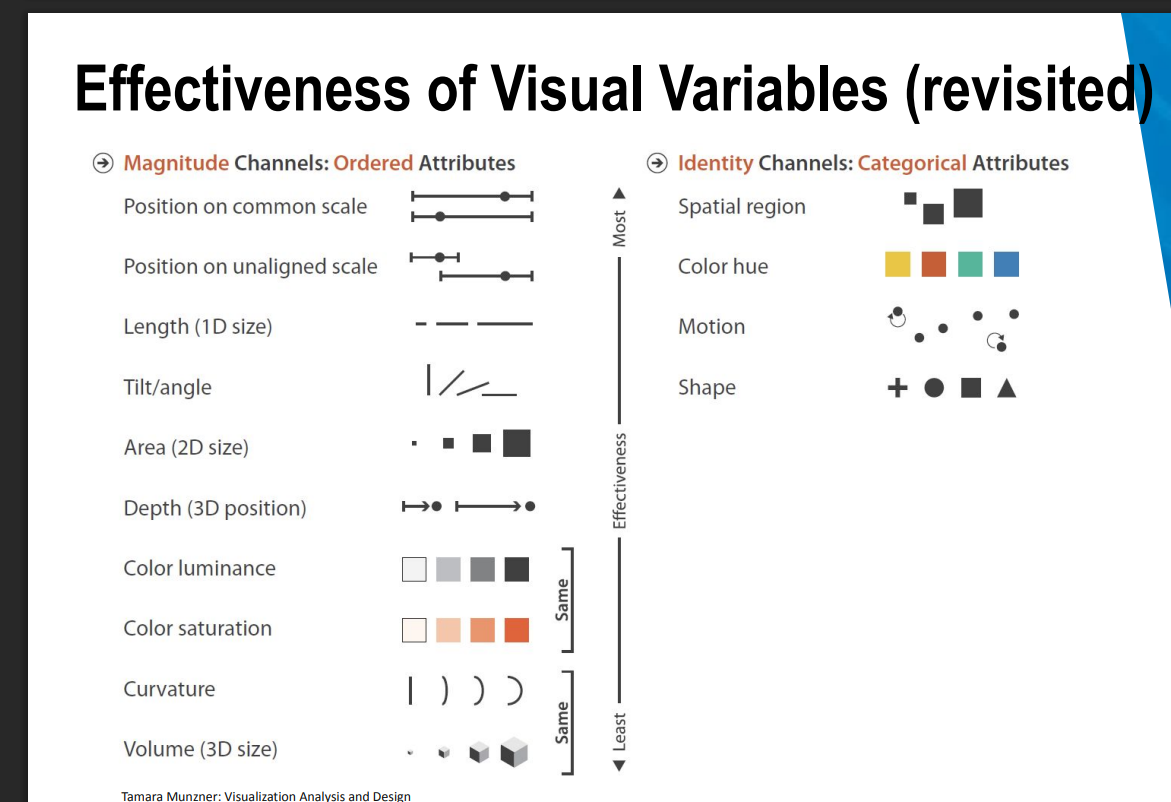 Effectiveness of Visual Variables (revisited)
Magnitude Channels: Ordered Attributes
Position on common scale
Position on unaligned scale
Length (1D size)
Tilt/angle
Area (2D size)
Depth (3D position)
Color luminance
Color saturation
Curvature
Volume (3D size)
Same
Same
Most
Effectiveness
Least
Identity Channels: Categorical Attributes
Spatial region
Color hue
Motion
Shape
Tamara Munzner: Visualization Analysis and Design